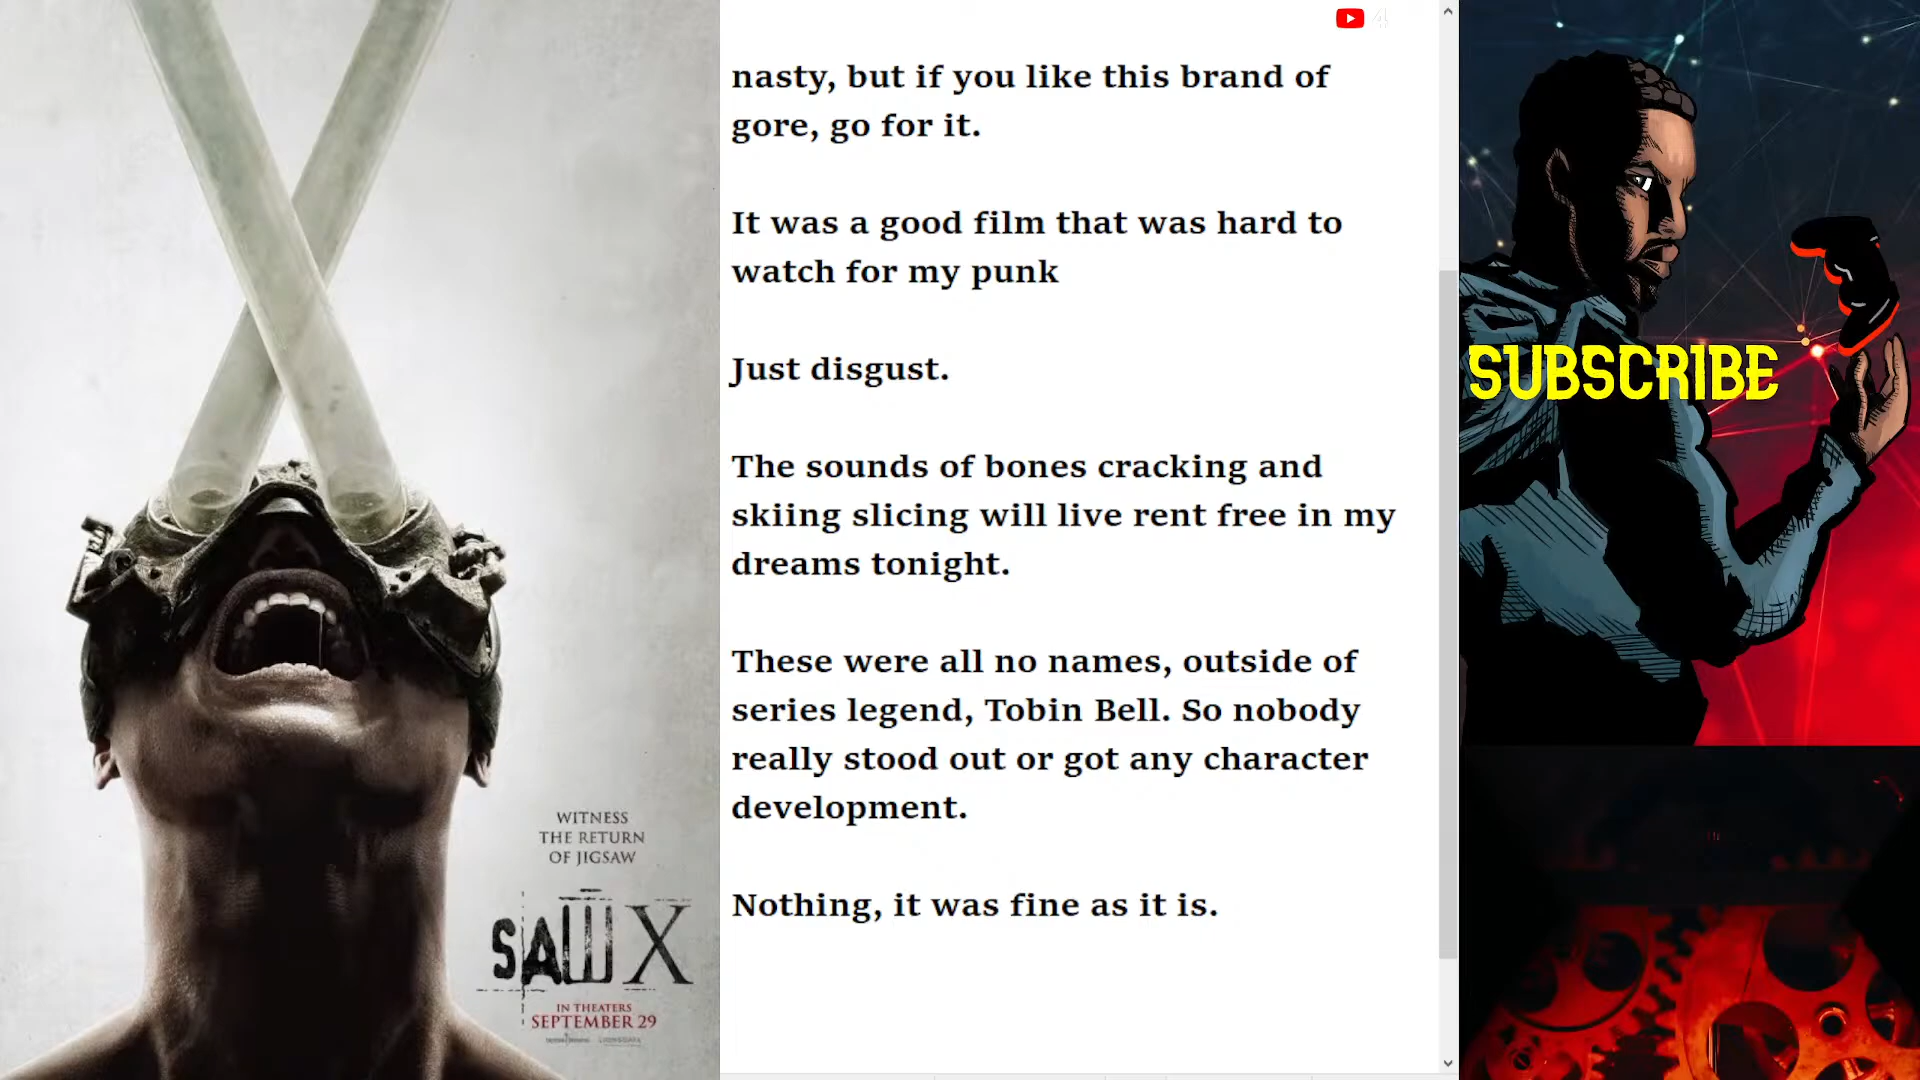 4
nasty, but if you like this brand of
gore, go for it.
It was a good film that was hard to
watch for my punk
Just disgust.
The sounds of bones cracking and
skiing slicing will live rent free in my
dreams tonight.
These were all no names, outside of
series legend, Tobin Bell. So nobody
really stood out or got any character
development.
Nothing, it was fine as it is.
WITNESS
THE RETURN
OF JIGSAW
SAW X
IN THEATERS
SEPTEMBER 29
SUBSCRIBE